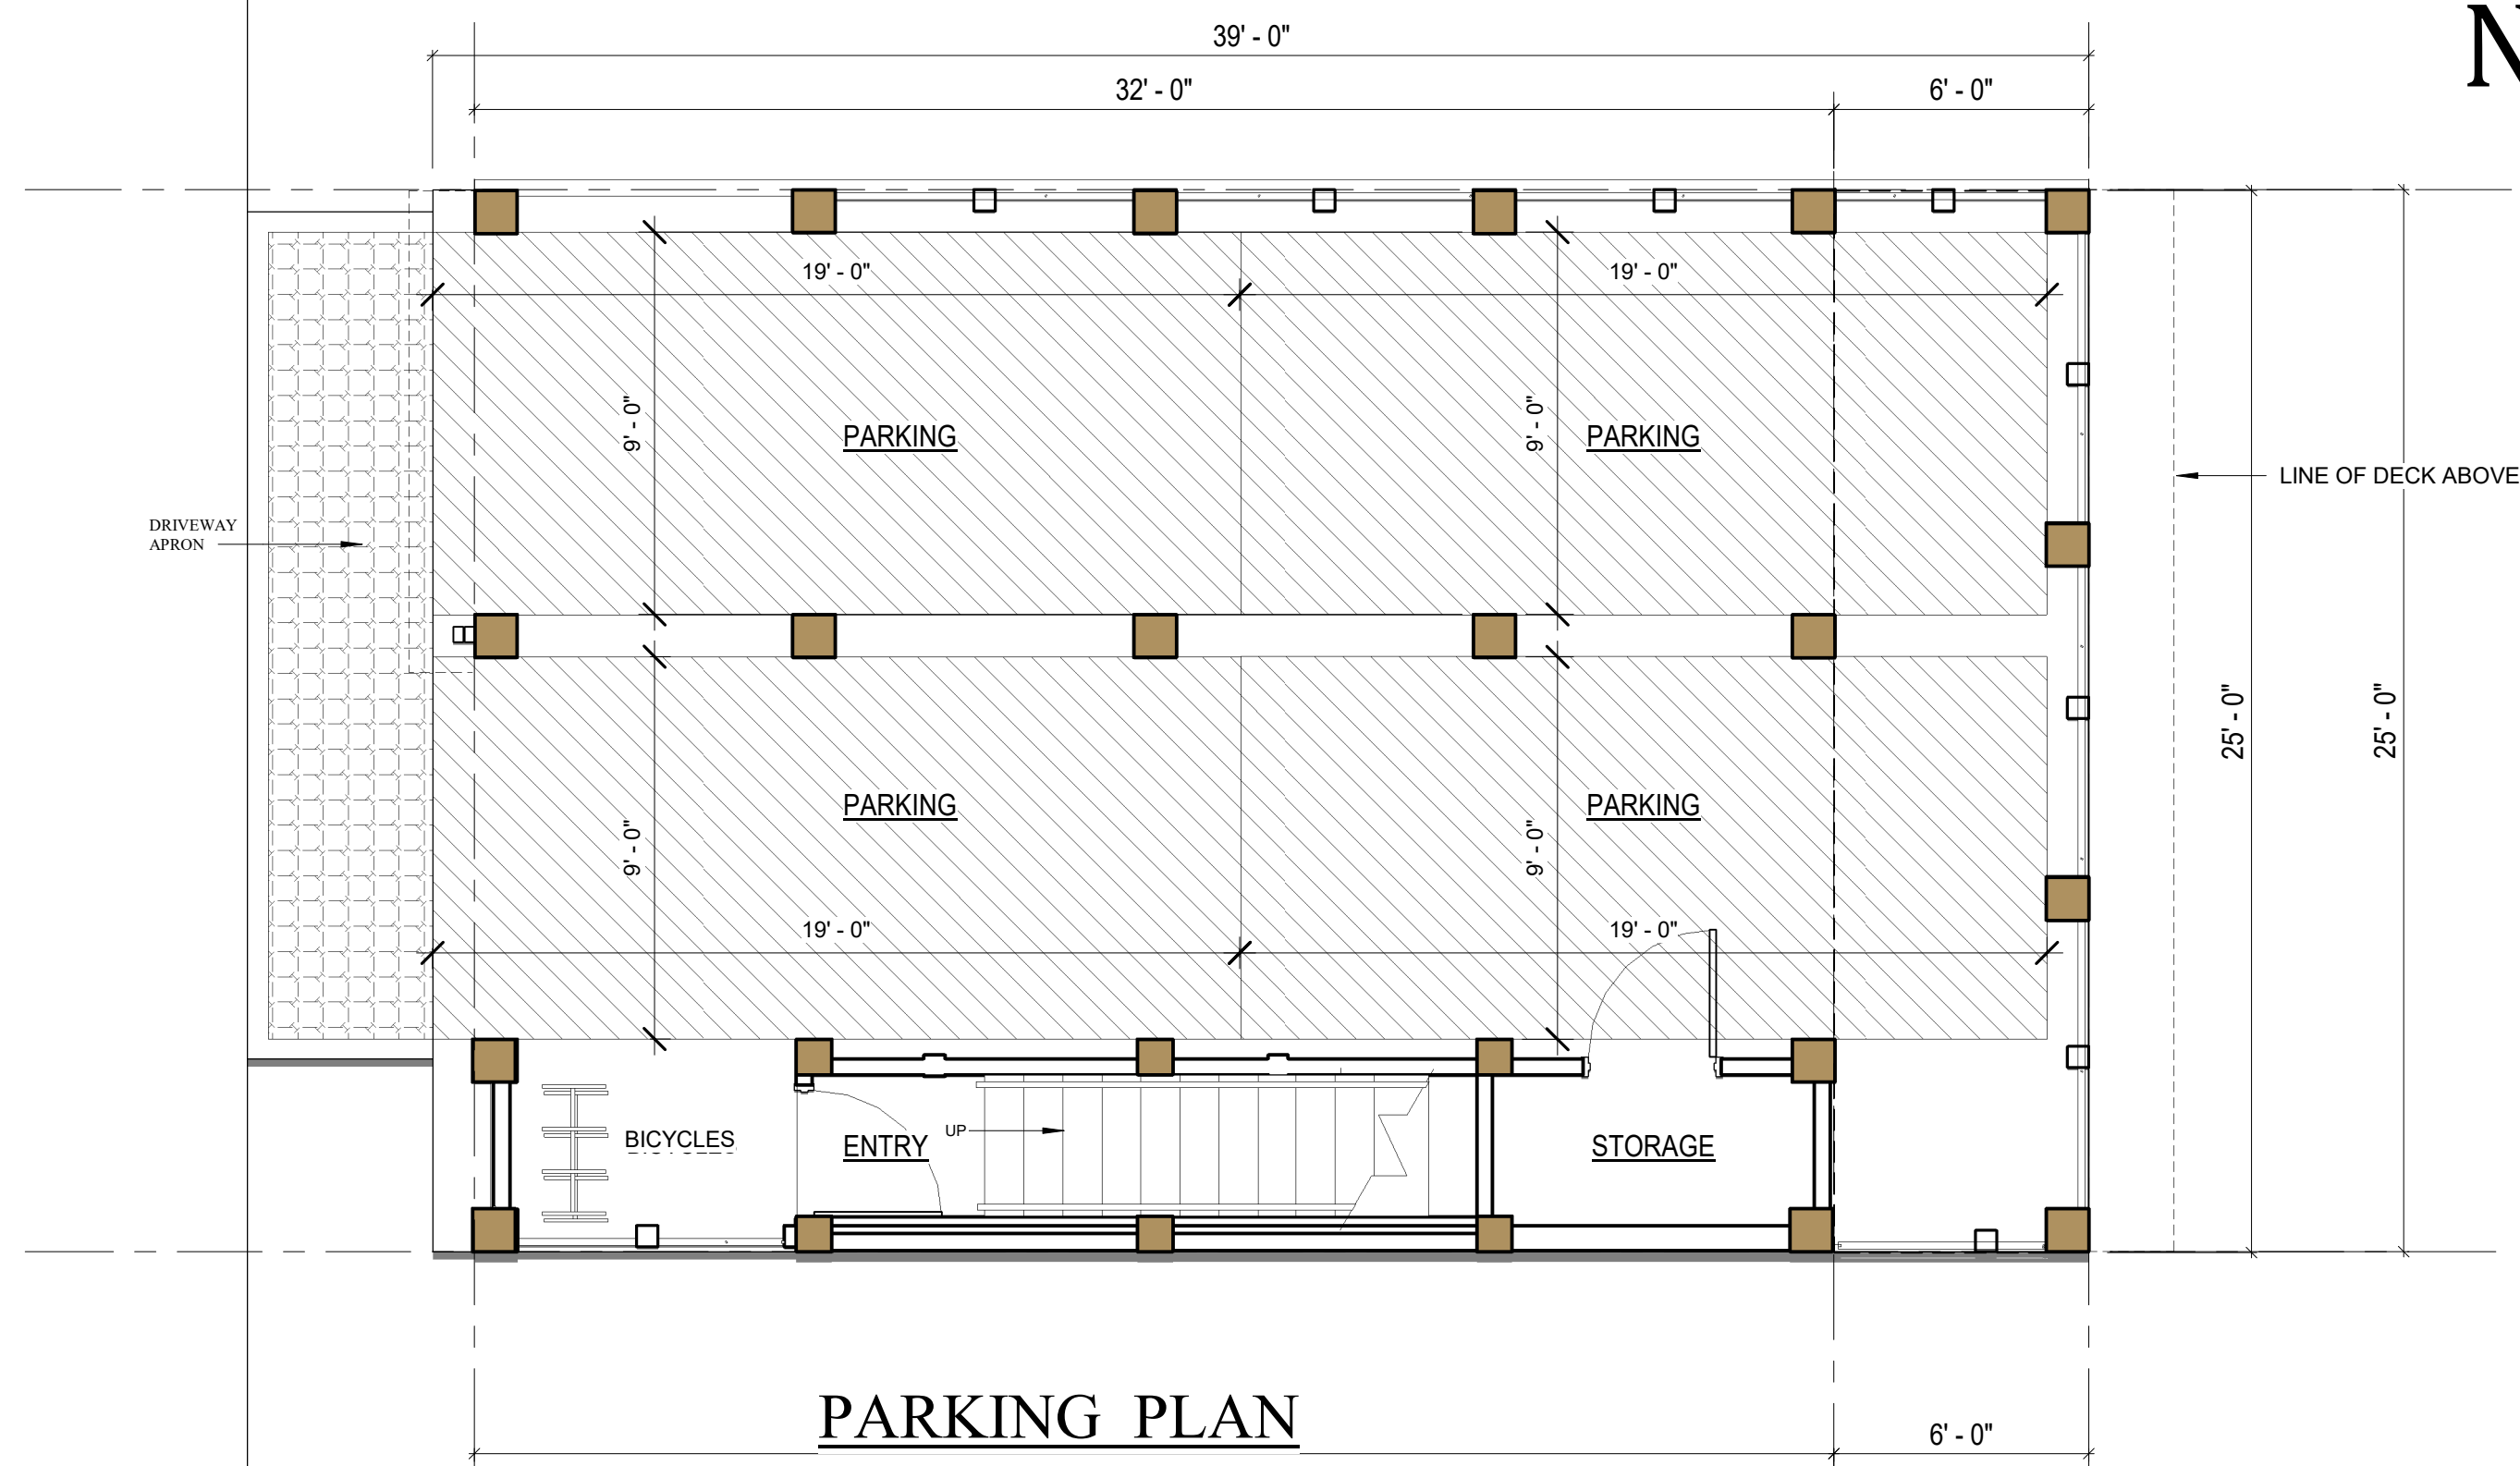 39' - 0"
N
32' - 0"
6' - 0"
19' - 0"
19' - 0"
9' - 0"
9' - 0"
PARKING
PARKING
LINE OF DECK ABOVE
DRIVEWAY
APRON
25' - 0"
25' - 0"
PARKING
PARKING
9' - 0"
9' - 0"
19' - 0"
19' - 0"
BICYCLES
ENTRY
UP
STORAGE
PARKING PLAN
6' - 0"